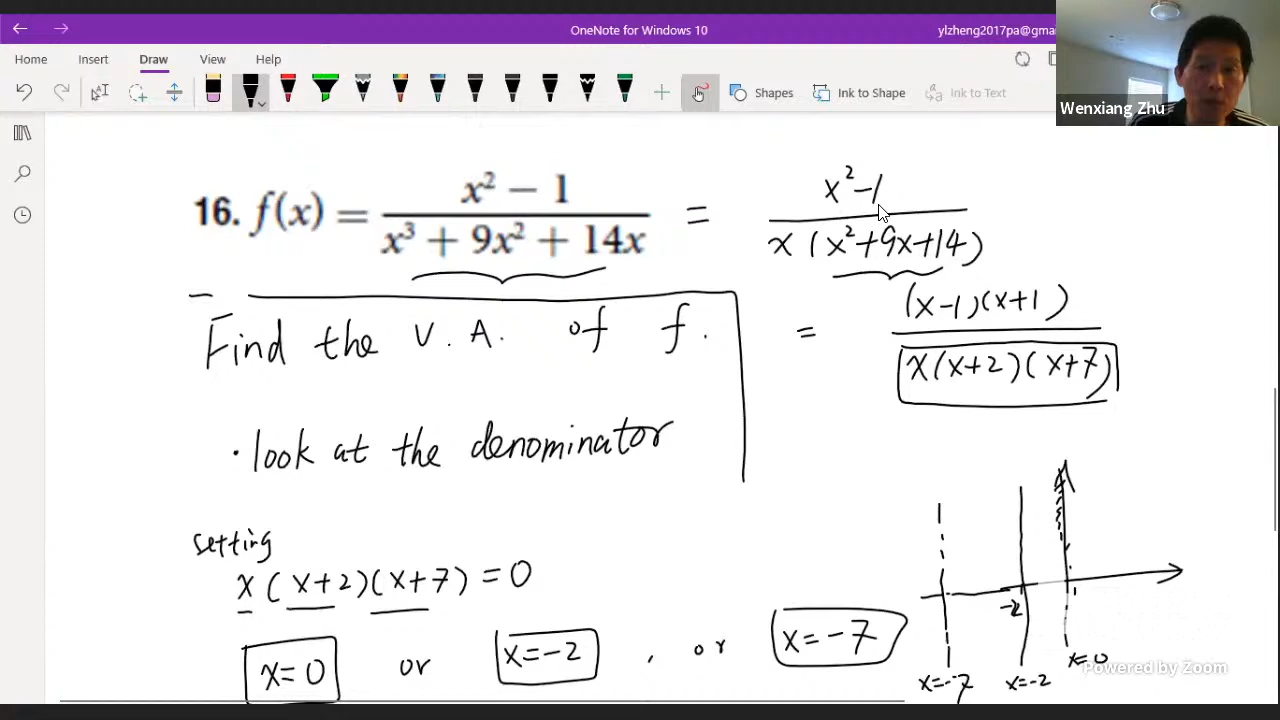 OneNote for Windows 10
ylzheng2017pa@gma
Home Insert Draw View Help
Shapes Ink to Shape Ink to Text
Wenxiang Zhu
16. f(x) = (x² − 1)/(x³ + 9x² + 14x) = (x²-1)/(x(x²+9x+14))
Find the V.A. of f.
= ((x-1)(x+1))/(x(x+2)(x+7))
· look at the denominator
setting
x(x+2)(x+7)=0
x=0 or x=-2, or x=-7
-2
x=-7 x=-2 x=0
Powered by Zoom